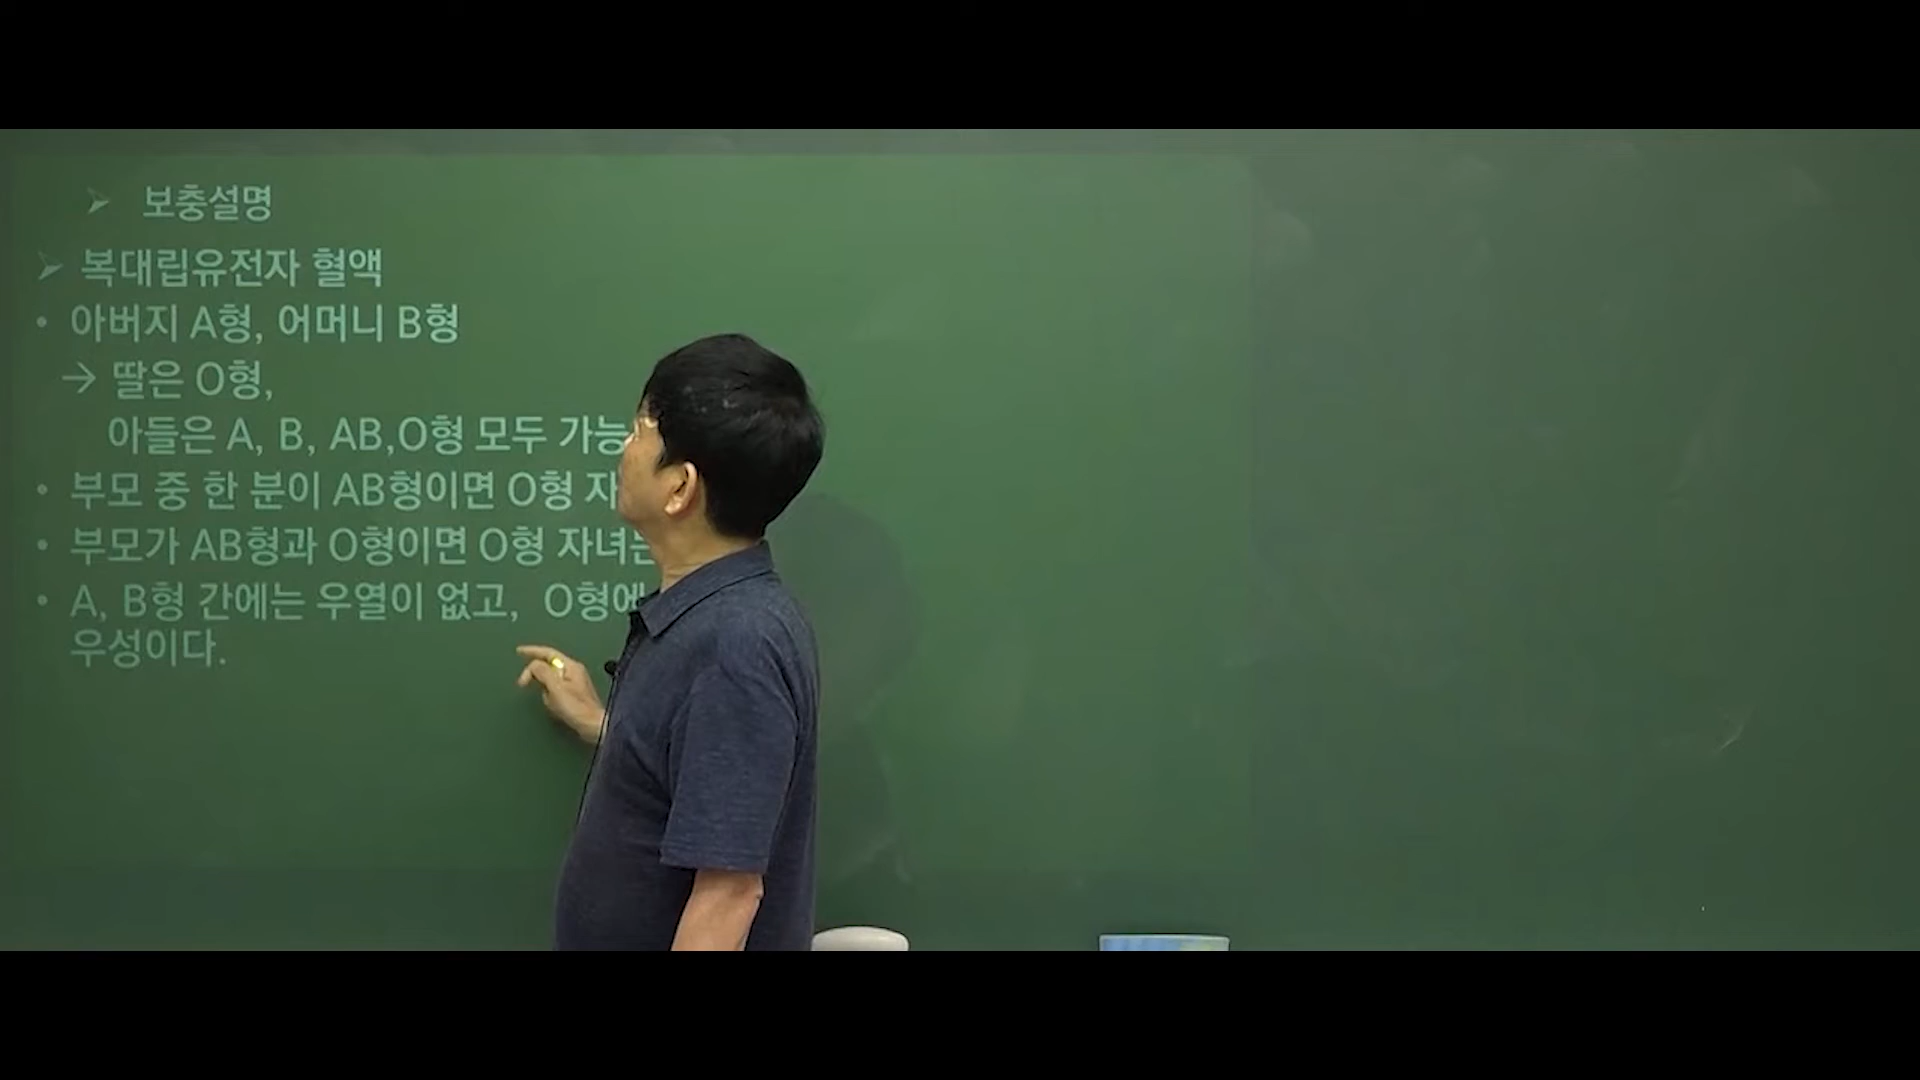 ➢ 보충설명
➢ 복대립유전자 혈액
• 아버지 A형, 어머니 B형
→ 딸은 O형,
아들은 A, B, AB,O형 모두 가능
• 부모 중 한 분이 AB형이면 O형
• 부모가 AB형과 O형이면 O형
• A, B형 간에는 우열이 없고, O형에
우성이다.